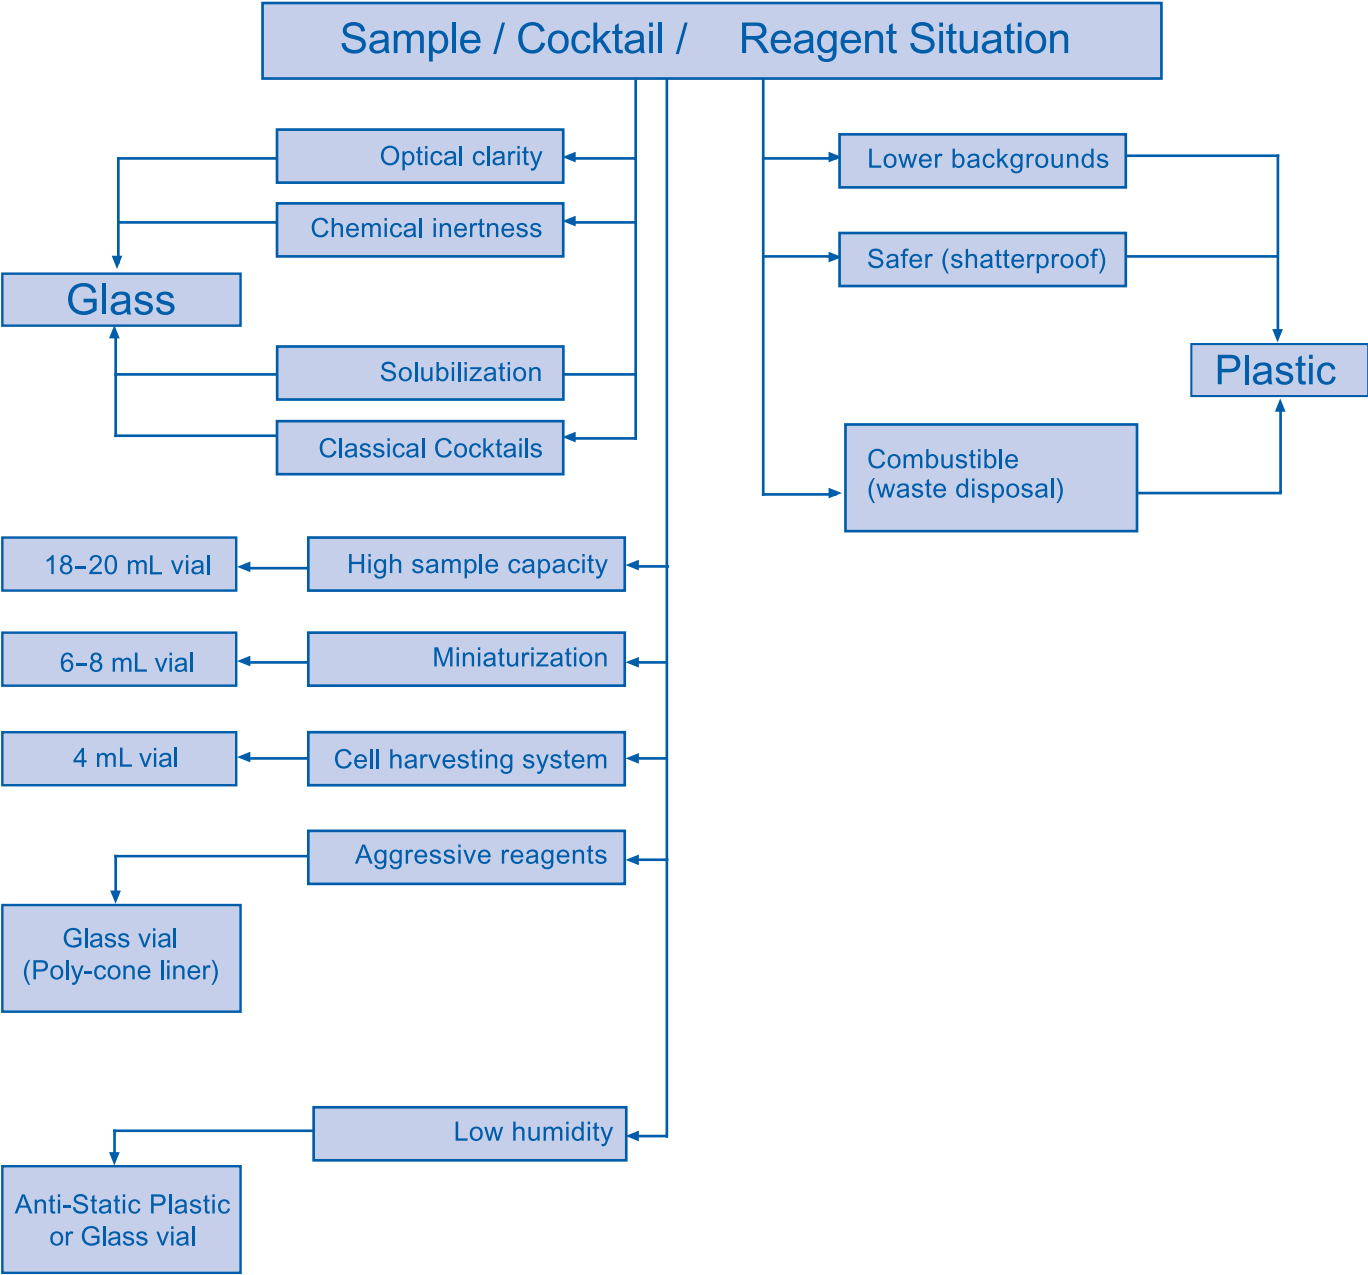 Sample / Cocktail / Reagent Situation
Optical clarity
Chemical inertness
Glass
Solubilization
Classical Cocktails
Lower backgrounds
Safer (shatterproof)
Plastic
Combustible
(waste disposal)
18–20 mL vial
High sample capacity
6–8 mL vial
Miniaturization
4 mL vial
Cell harvesting system
Aggressive reagents
Glass vial
(Poly-cone liner)
Low humidity
Anti-Static Plastic
or Glass vial